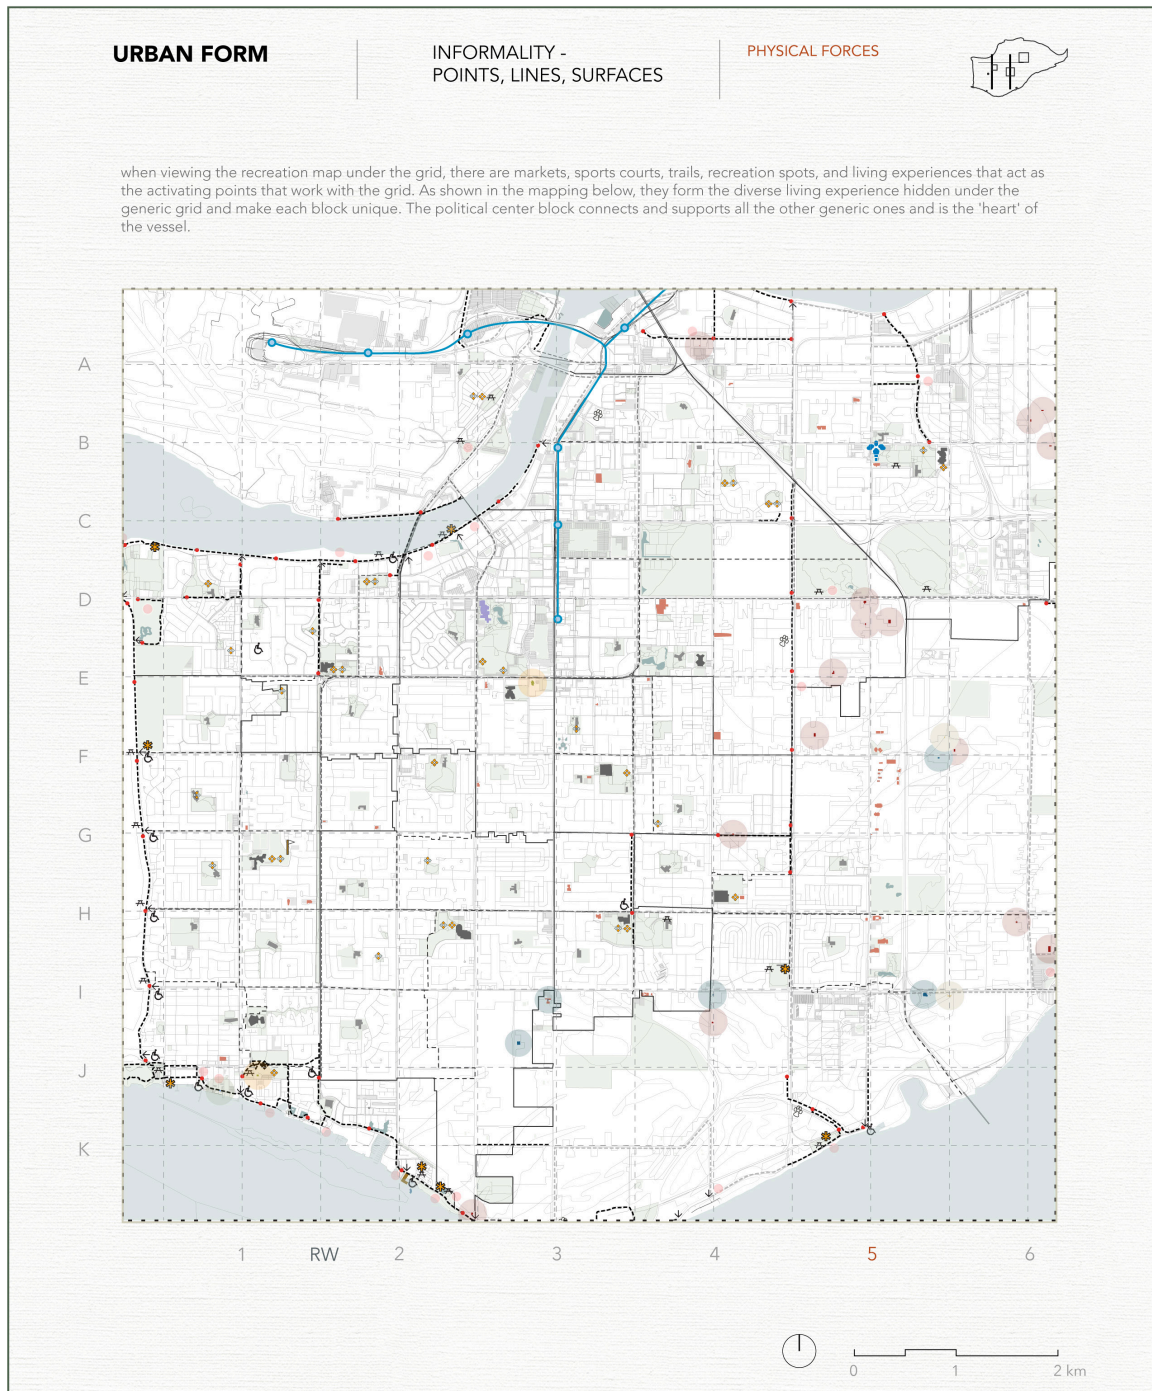 URBAN FORM
INFORMALITY -
POINTS, LINES, SURFACES
PHYSICAL FORCES
when viewing the recreation map under the grid, there are markets, sports courts, trails, recreation spots, and living experiences that act as
the activating points that work with the grid. As shown in the mapping below, they form the diverse living experience hidden under the
generic grid and make each block unique. The political center block connects and supports all the other generic ones and is the 'heart' of
the vessel.
A
B
C
D
E
F
G
H
I
J
K
1 RW 2 3 4 5 6
0 1 2 km